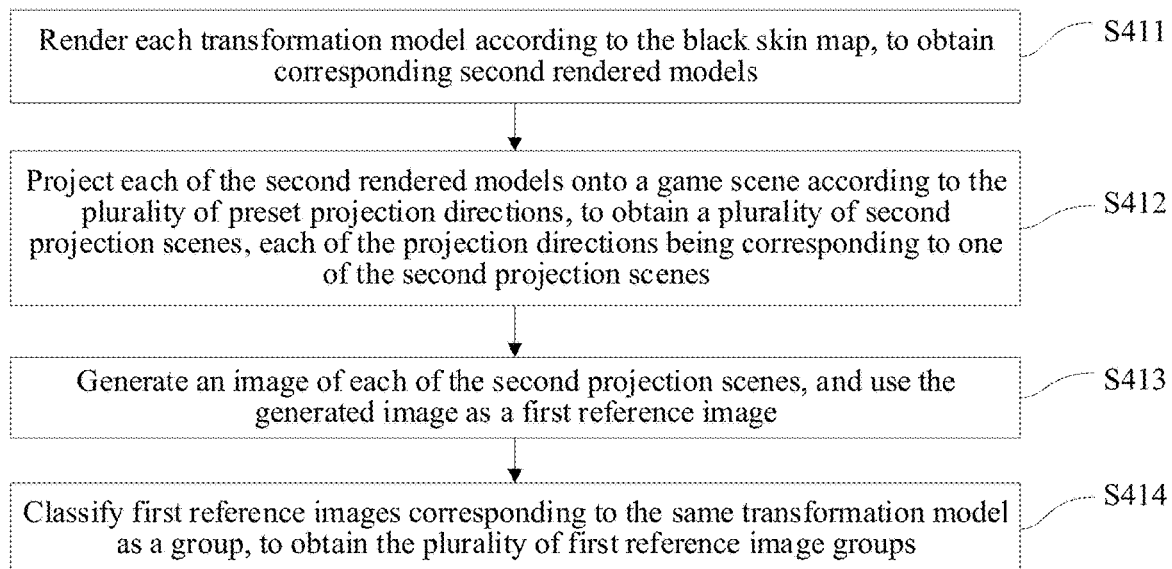 Render each transformation model according to the black skin map, to obtain
corresponding second rendered models
S411
Project each of the second rendered models onto a game scene according to the
plurality of preset projection directions, to obtain a plurality of second
projection scenes, each of the projection directions being corresponding to one
of the second projection scenes
S412
Generate an image of each of the second projection scenes, and use the
generated image as a first reference image
S413
Classify first reference images corresponding to the same transformation model
as a group, to obtain the plurality of first reference image groups
S414